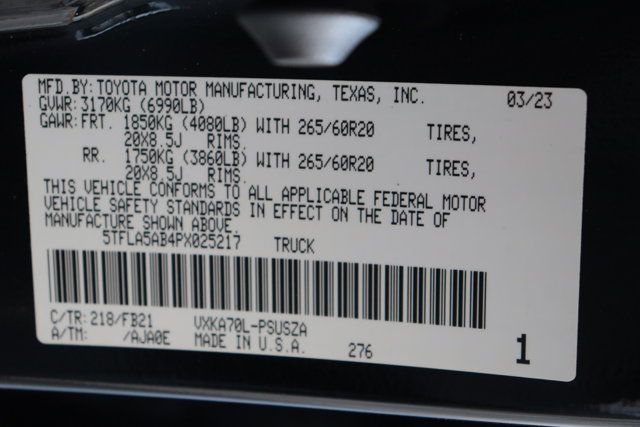 MFD.BY: TOYOTA MOTOR MANUFACTURING, TEXAS, INC. 03/23
GVWR: 3170KG (6990LB)
GAWR: FRT. 1850KG (4080LB) WITH 265/60R20 TIRES,
20X8.5J RIMS.
RR. 1750KG (3860LB) WITH 265/60R20 TIRES,
20X8.5J RIMS.
THIS VEHICLE CONFORMS TO ALL APPLICABLE FEDERAL MOTOR
VEHICLE SAFETY STANDARDS IN EFFECT ON THE DATE OF
MANUFACTURE SHOWN ABOVE.
5TFLA5AB4PX025217 TRUCK
C/TR: 218/FB21 VXKA70L-PSUSZA
A/TM: /AJA0E MADE IN U.S.A. 276 1